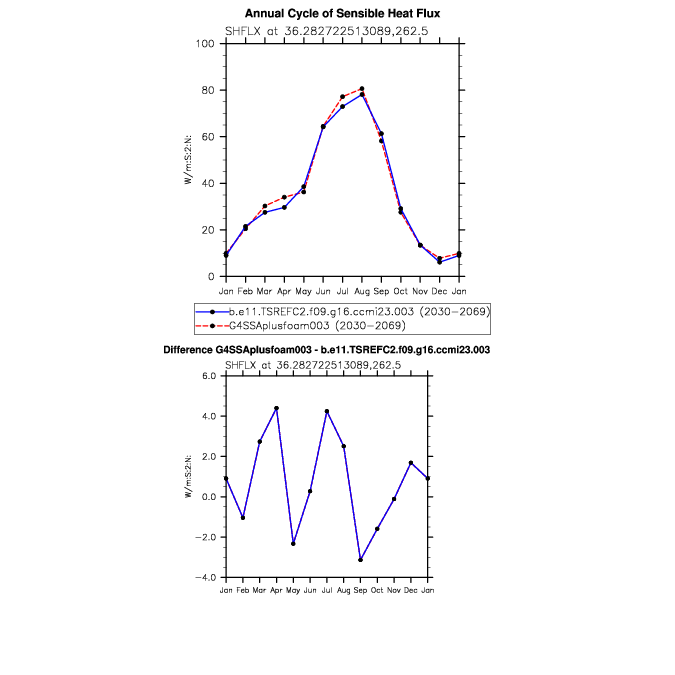 Annual Cycle of Sensible Heat Flux
SHFLX at 36.282722513089,262.5
100
80
60
40
20
0
W/m:S:2:N:
Jan Feb Mar Apr May Jun Jul Aug Sep Oct Nov Dec Jan
b.e11.TSREFC2.f09.g16.ccmi23.003 (2030-2069)
G4SSAplusfoam003 (2030-2069)
Difference G4SSAplusfoam003 - b.e11.TSREFC2.f09.g16.ccmi23.003
SHFLX at 36.282722513089,262.5
6.0
4.0
2.0
0.0
-2.0
-4.0
W/m:S:2:N:
Jan Feb Mar Apr May Jun Jul Aug Sep Oct Nov Dec Jan